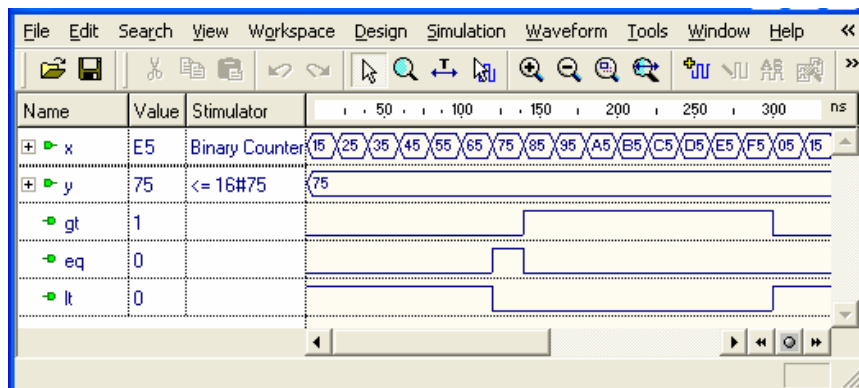 File Edit Search View Workspace Design Simulation Waveform Tools Window Help «
»
Name Value Stimulator 50 100 150 200 250 300 ns
x E5 Binary Counter 15 25 35 45 55 65 75 85 95 A5 B5 C5 D5 E5 F5 05 15
y 75 <= 16#75 75
gt 1
eq 0
lt 0